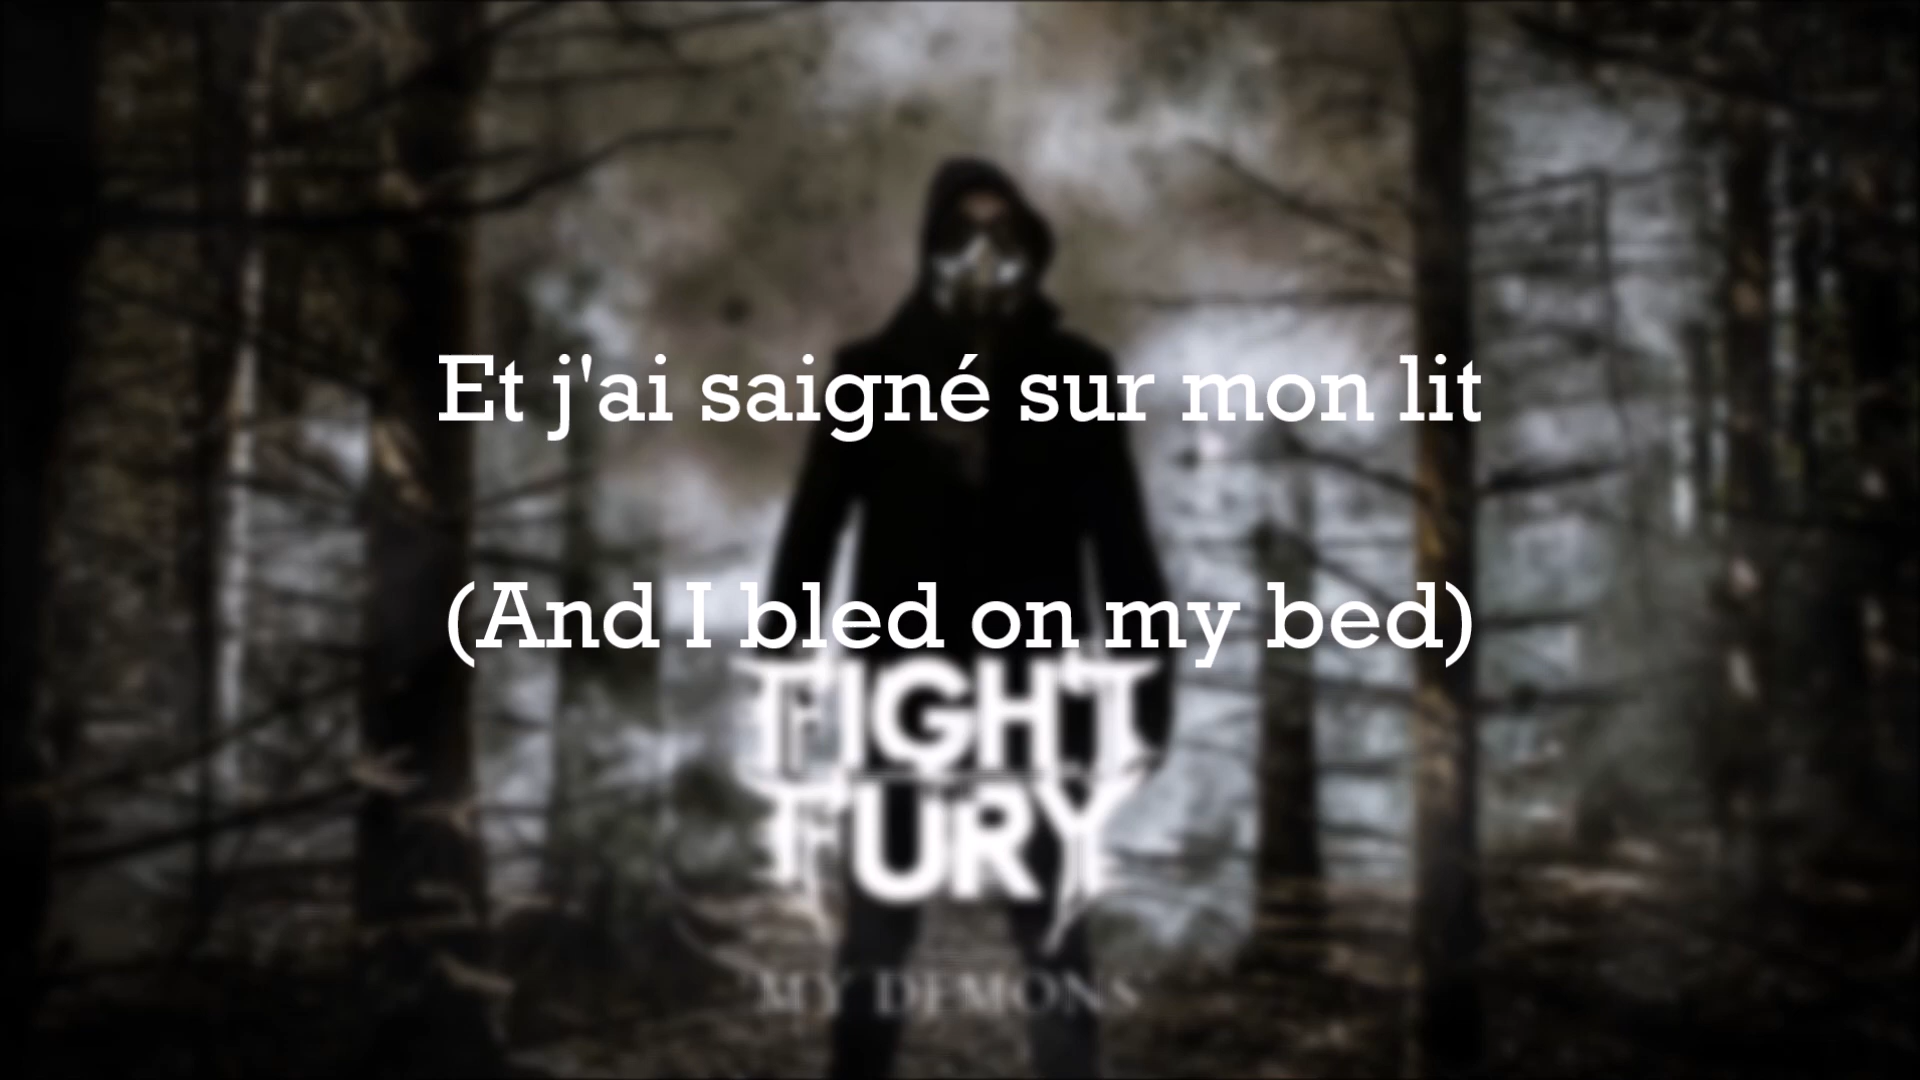 Et j'ai saigné sur mon lit
(And I bled on my bed)
FIGHT
FURY
"MY DEMONS"